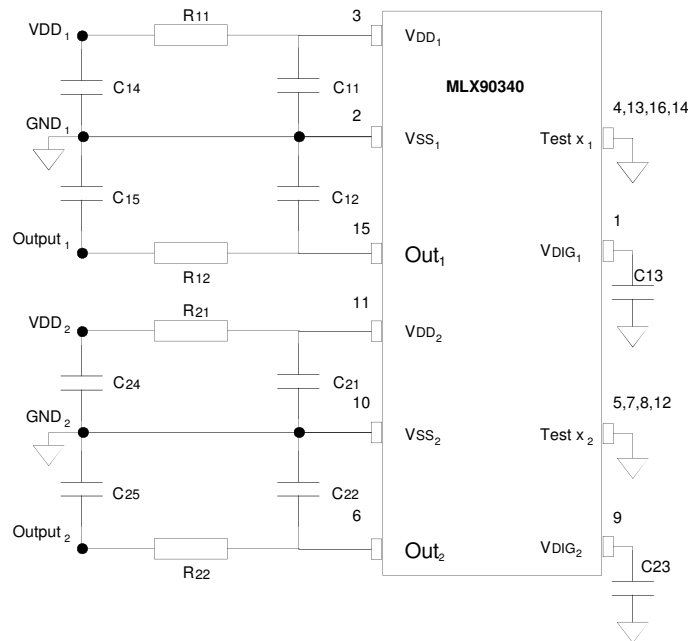 VDD1
R11
3
VDD1
MLX90340
C14
C11
GND1
2
VSS1
Test x1
4,13,16,14
C15
C12
1
Output1
15
Out1
VDIG1
R12
C13
R21
11
VDD2
VDD2
C24
C21
10
5,7,8,12
GND2
VSS2
Test x2
C25
C22
6
9
Output2
Out2
VDIG2
R22
C23